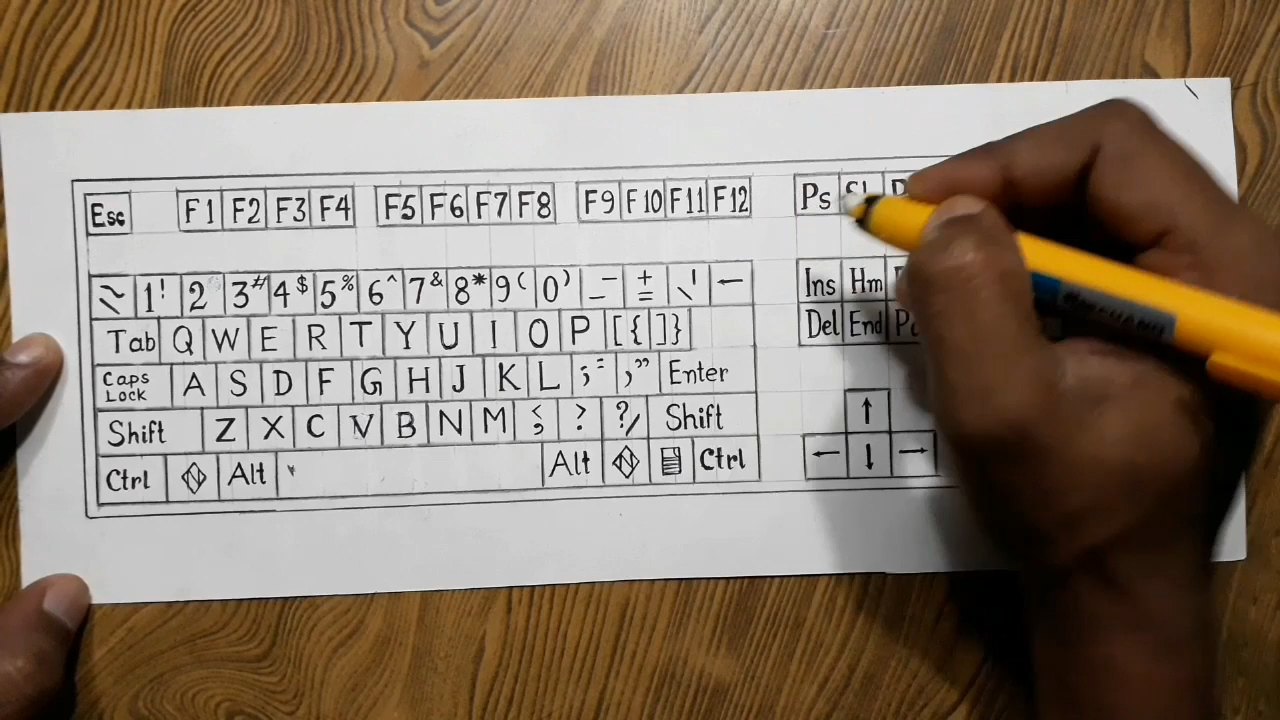 Esc F1 F2 F3 F4 F5 F6 F7 F8 F9 F10 F11 F12 Ps
1! 2 3# 4$ 5% 6^ 7& 8* 9( 0) _- += \| ← Ins Hm
Tab Q W E R T Y U I O P [{ ]} Del End
Caps Lock A S D F G H J K L ;: ,” Enter
Shift Z X C V B N M < > ?/ Shift ↑
Ctrl Alt Alt Ctrl ← ↓ →